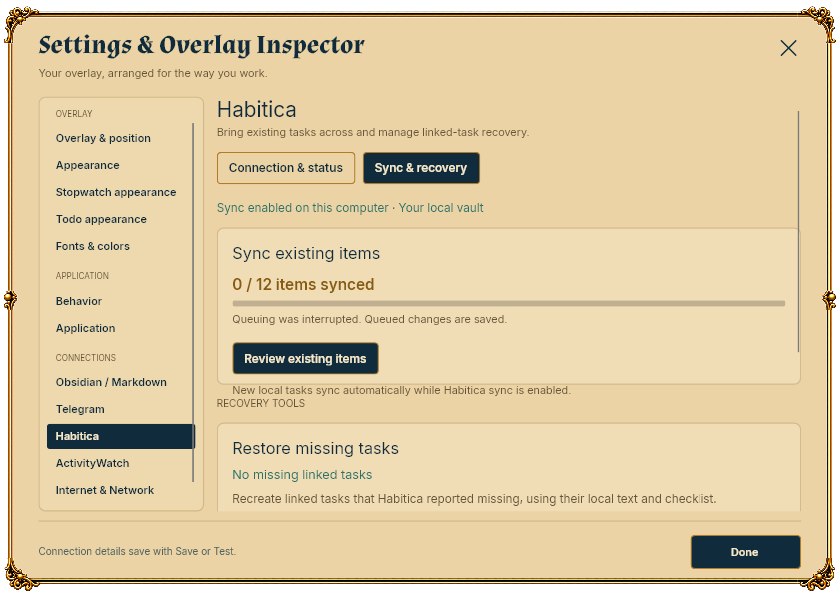 Settings & Overlay Inspector
Your overlay, arranged for the way you work.
OVERLAY
Overlay & position
Appearance
Stopwatch appearance
Todo appearance
Fonts & colors
APPLICATION
Behavior
Application
CONNECTIONS
Obsidian / Markdown
Telegram
Habitica
ActivityWatch
Internet & Network
Habitica
Bring existing tasks across and manage linked-task recovery.
Connection & status
Sync & recovery
Sync enabled on this computer · Your local vault
Sync existing items
0 / 12 items synced
Queuing was interrupted. Queued changes are saved.
Review existing items
New local tasks sync automatically while Habitica sync is enabled.
RECOVERY TOOLS
Restore missing tasks
No missing linked tasks
Recreate linked tasks that Habitica reported missing, using their local text and checklist.
Connection details save with Save or Test.
Done